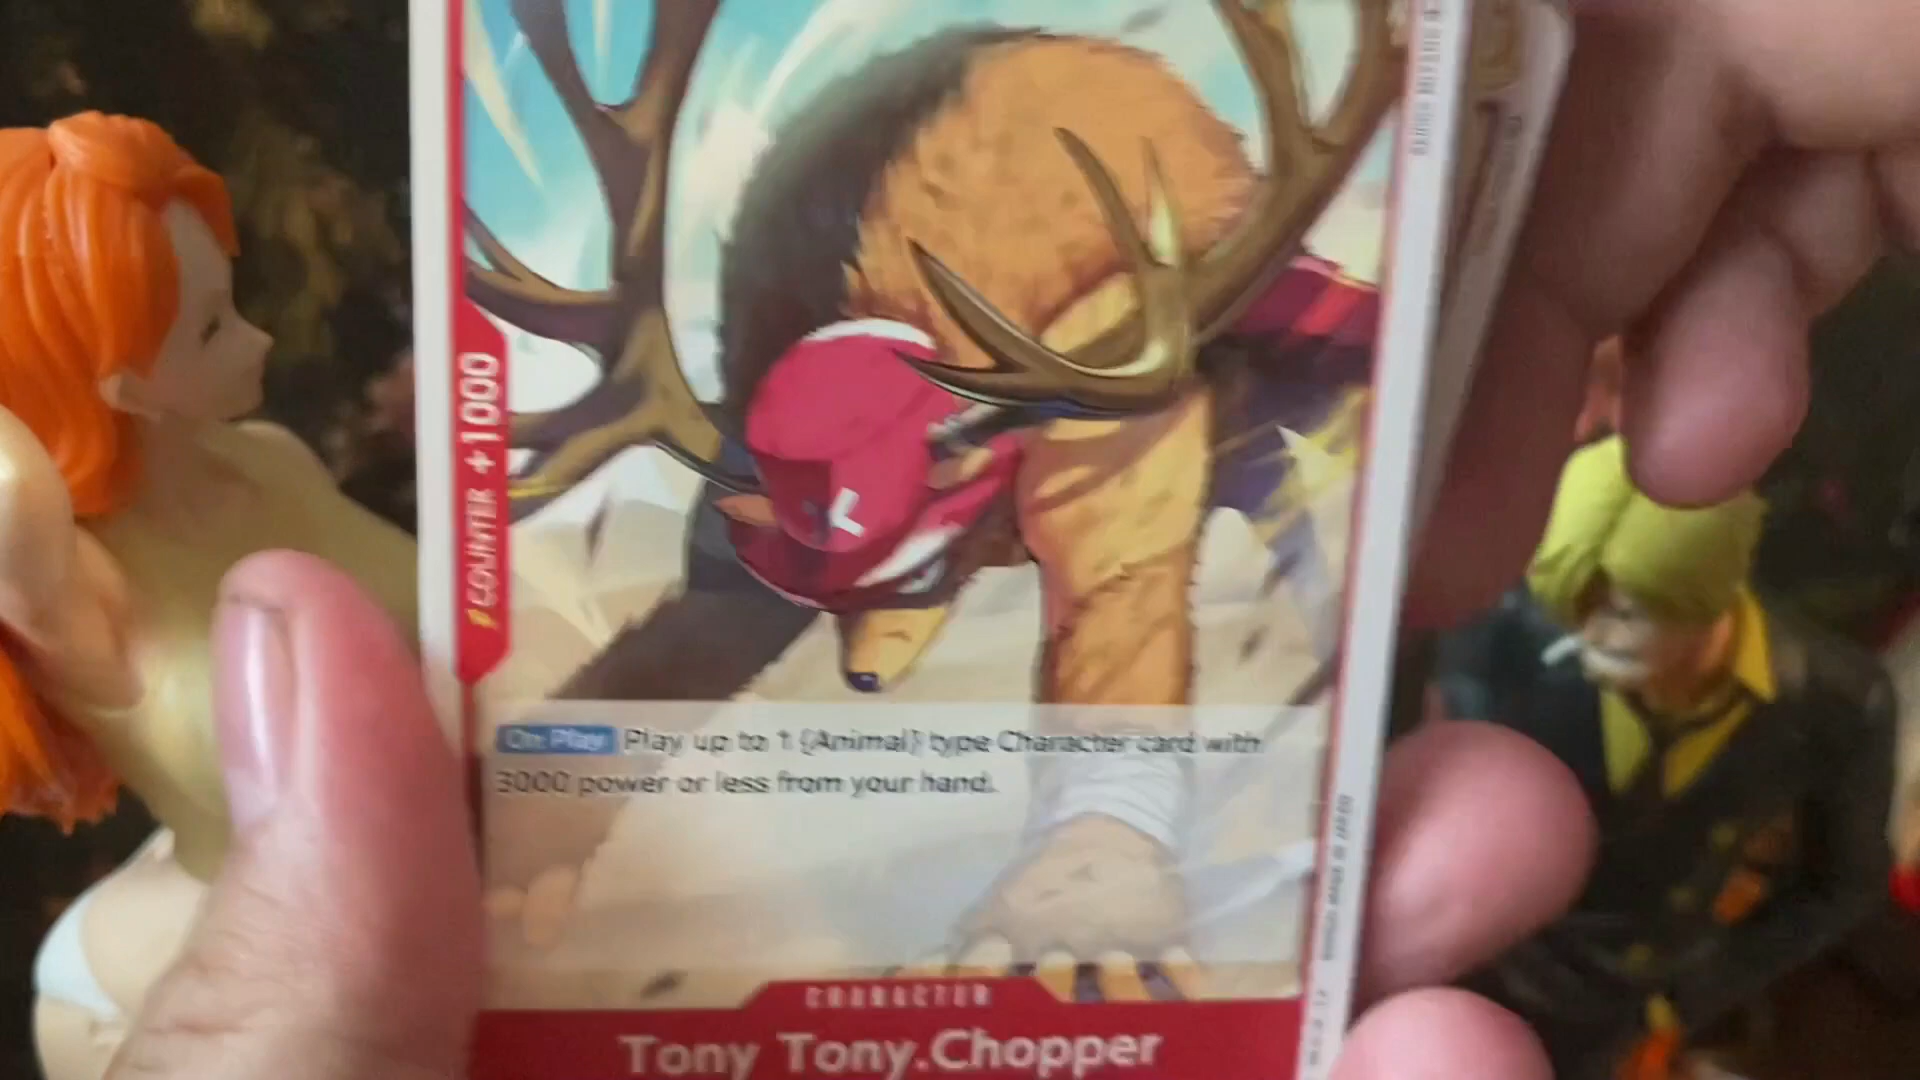 COUNTER +1000
On Play Play up to 1 {Animal} type Character card with
3000 power or less from your hand.
CHARACTER
Tony Tony.Chopper